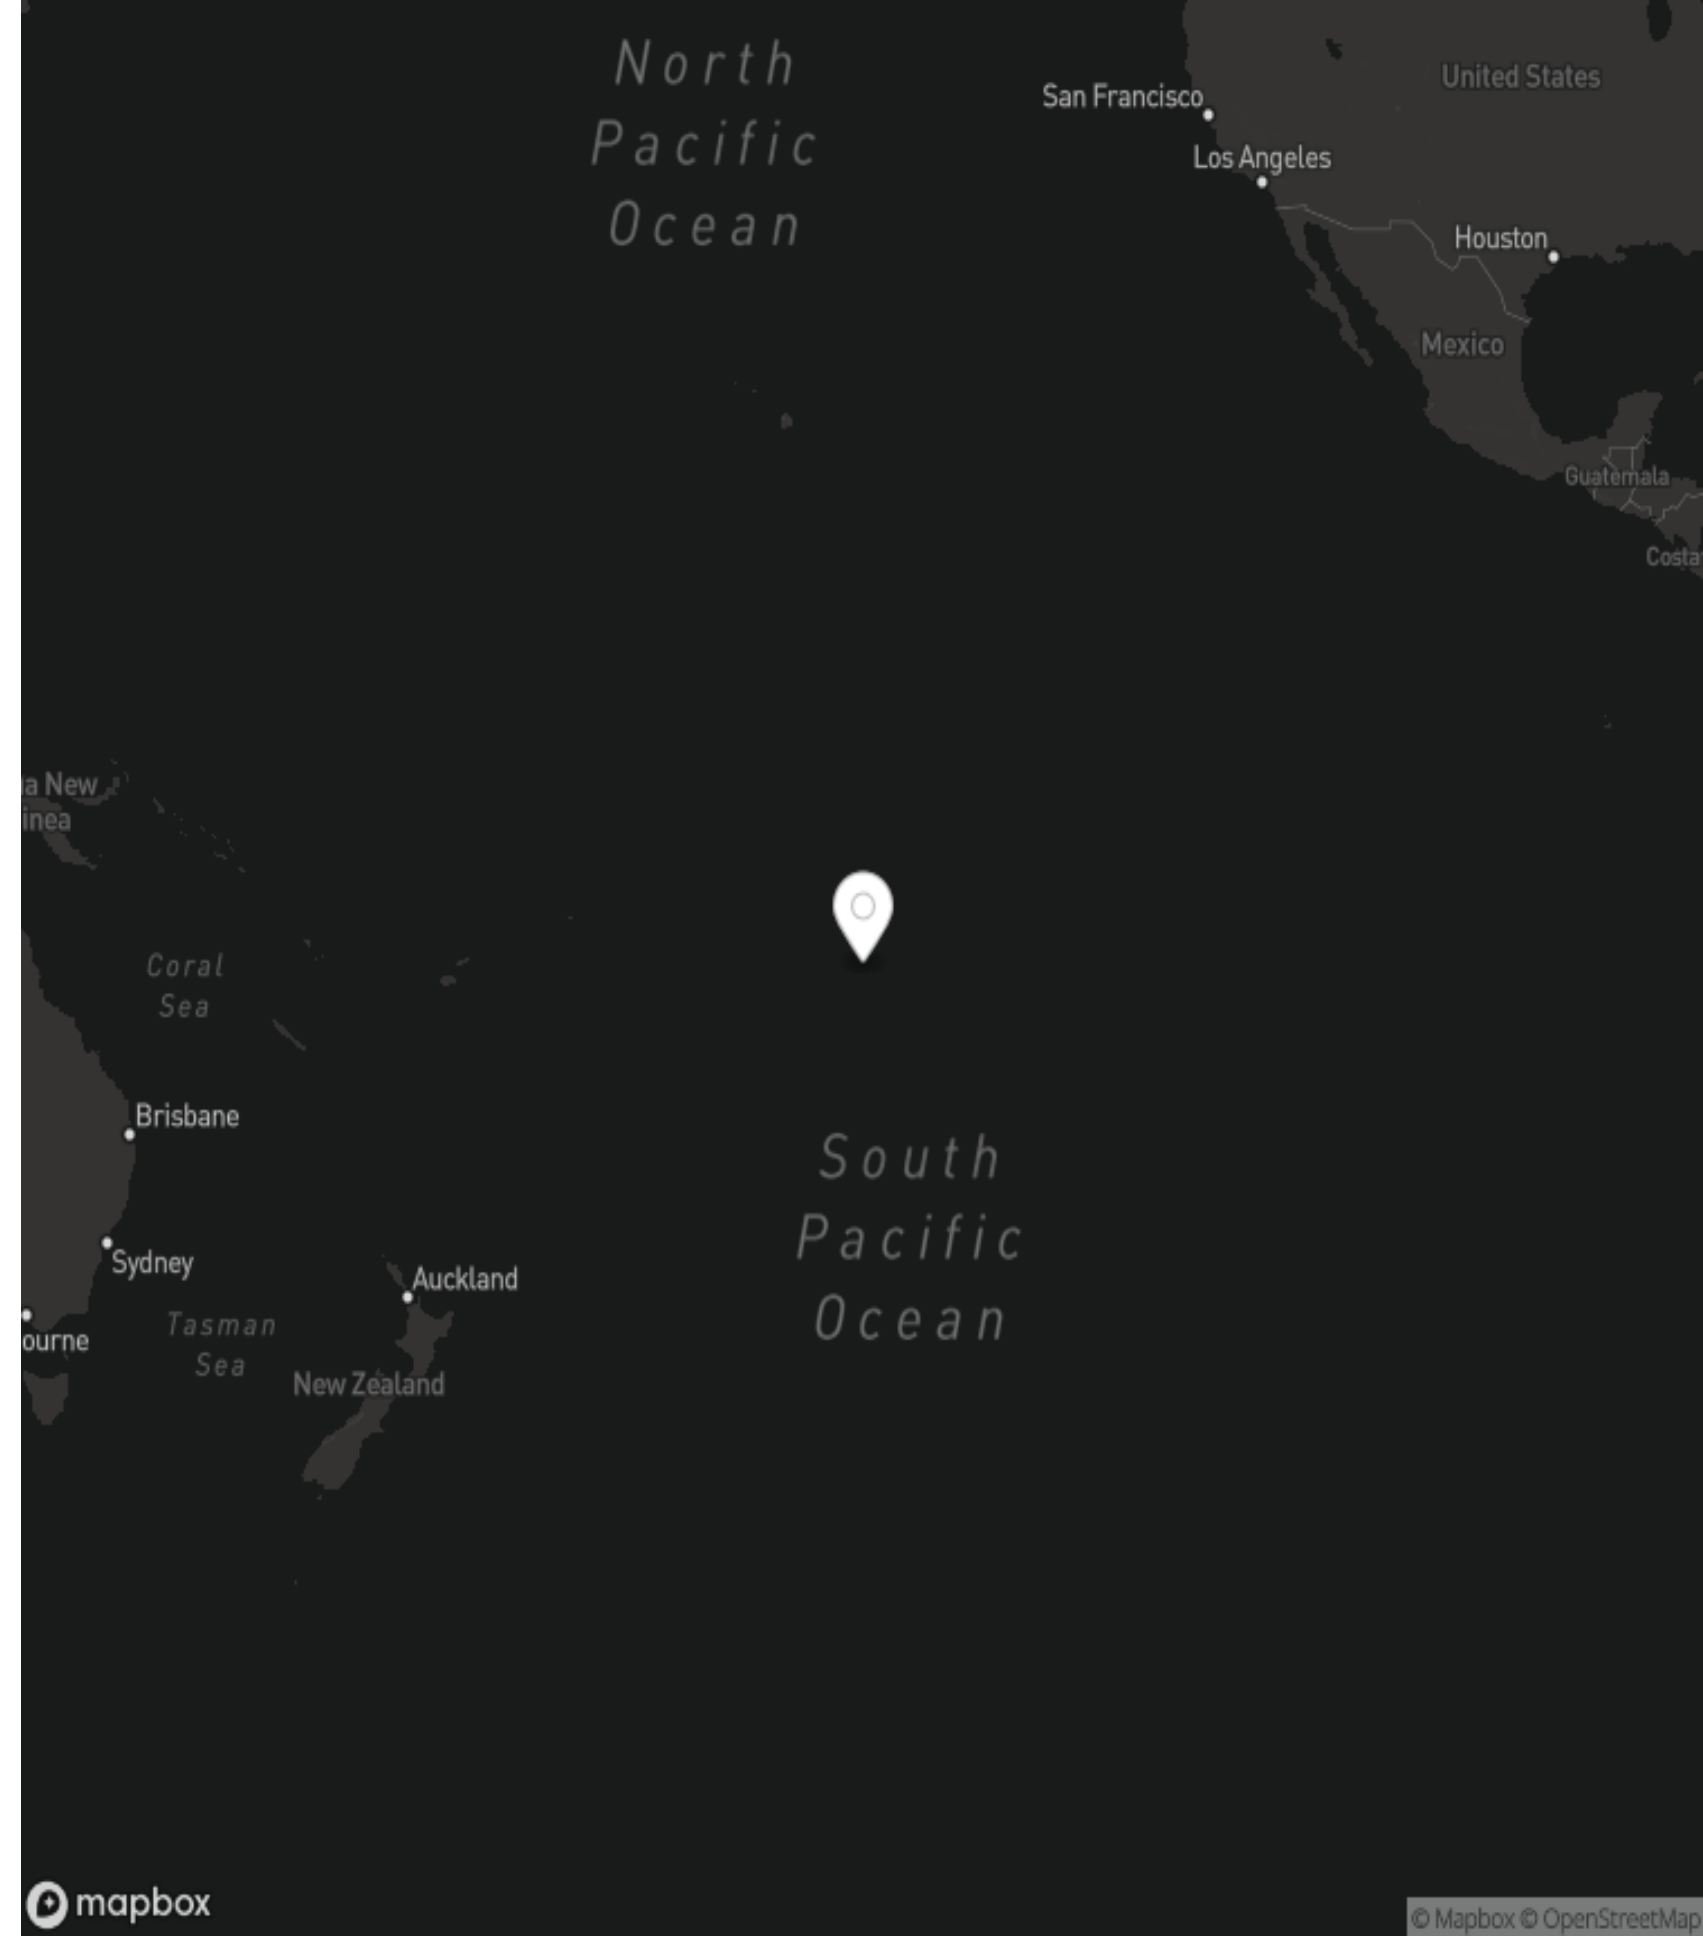 North
Pacific
Ocean
United States
San Francisco
Los Angeles
Houston
Mexico
Guatemala
Costa
a New
inea
Coral
Sea
Brisbane
South
Pacific
Ocean
Sydney
Auckland
ourne
Tasman
Sea
New Zealand
mapbox
© Mapbox © OpenStreetMap